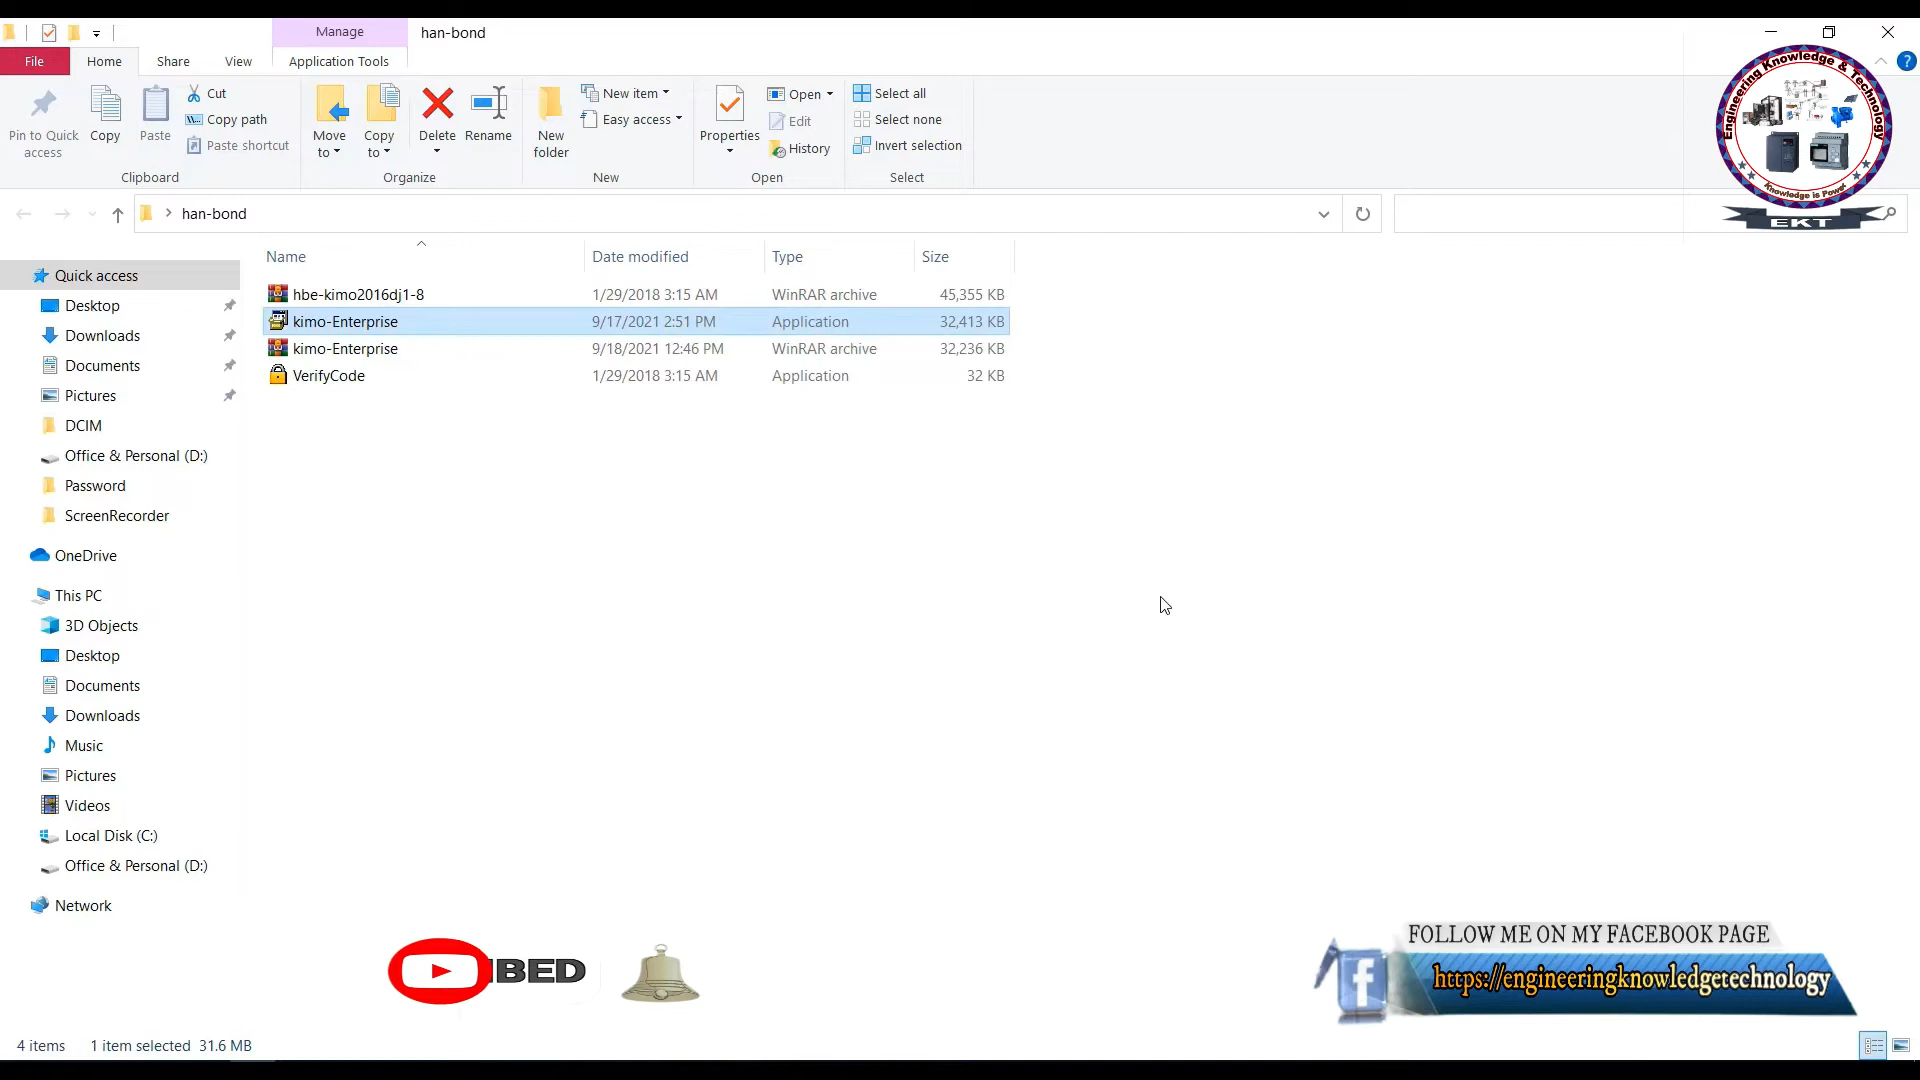 Manage
han-bond
File
Home
Share
View
Application Tools
Pin to Quick access
Copy
Paste
Cut
Copy path
Paste shortcut
Clipboard
Move to
Copy to
Delete
Rename
Organize
New folder
New item
Easy access
New
Properties
Open
Edit
History
Open
Select all
Select none
Invert selection
Select
Engineering Knowledge & Technology
Knowledge is Power
EKT
han-bond
Name
Date modified
Type
Size
hbe-kimo2016dj1-8 1/29/2018 3:15 AM WinRAR archive 45,355 KB
kimo-Enterprise 9/17/2021 2:51 PM Application 32,413 KB
kimo-Enterprise 9/18/2021 12:46 PM WinRAR archive 32,236 KB
VerifyCode 1/29/2018 3:15 AM Application 32 KB
Quick access
Desktop
Downloads
Documents
Pictures
DCIM
Office & Personal (D:)
Password
ScreenRecorder
OneDrive
This PC
3D Objects
Desktop
Documents
Downloads
Music
Pictures
Videos
Local Disk (C:)
Office & Personal (D:)
Network
IBED
FOLLOW ME ON MY FACEBOOK PAGE
https://engineeringknowledgetechnology
4 items 1 item selected 31.6 MB